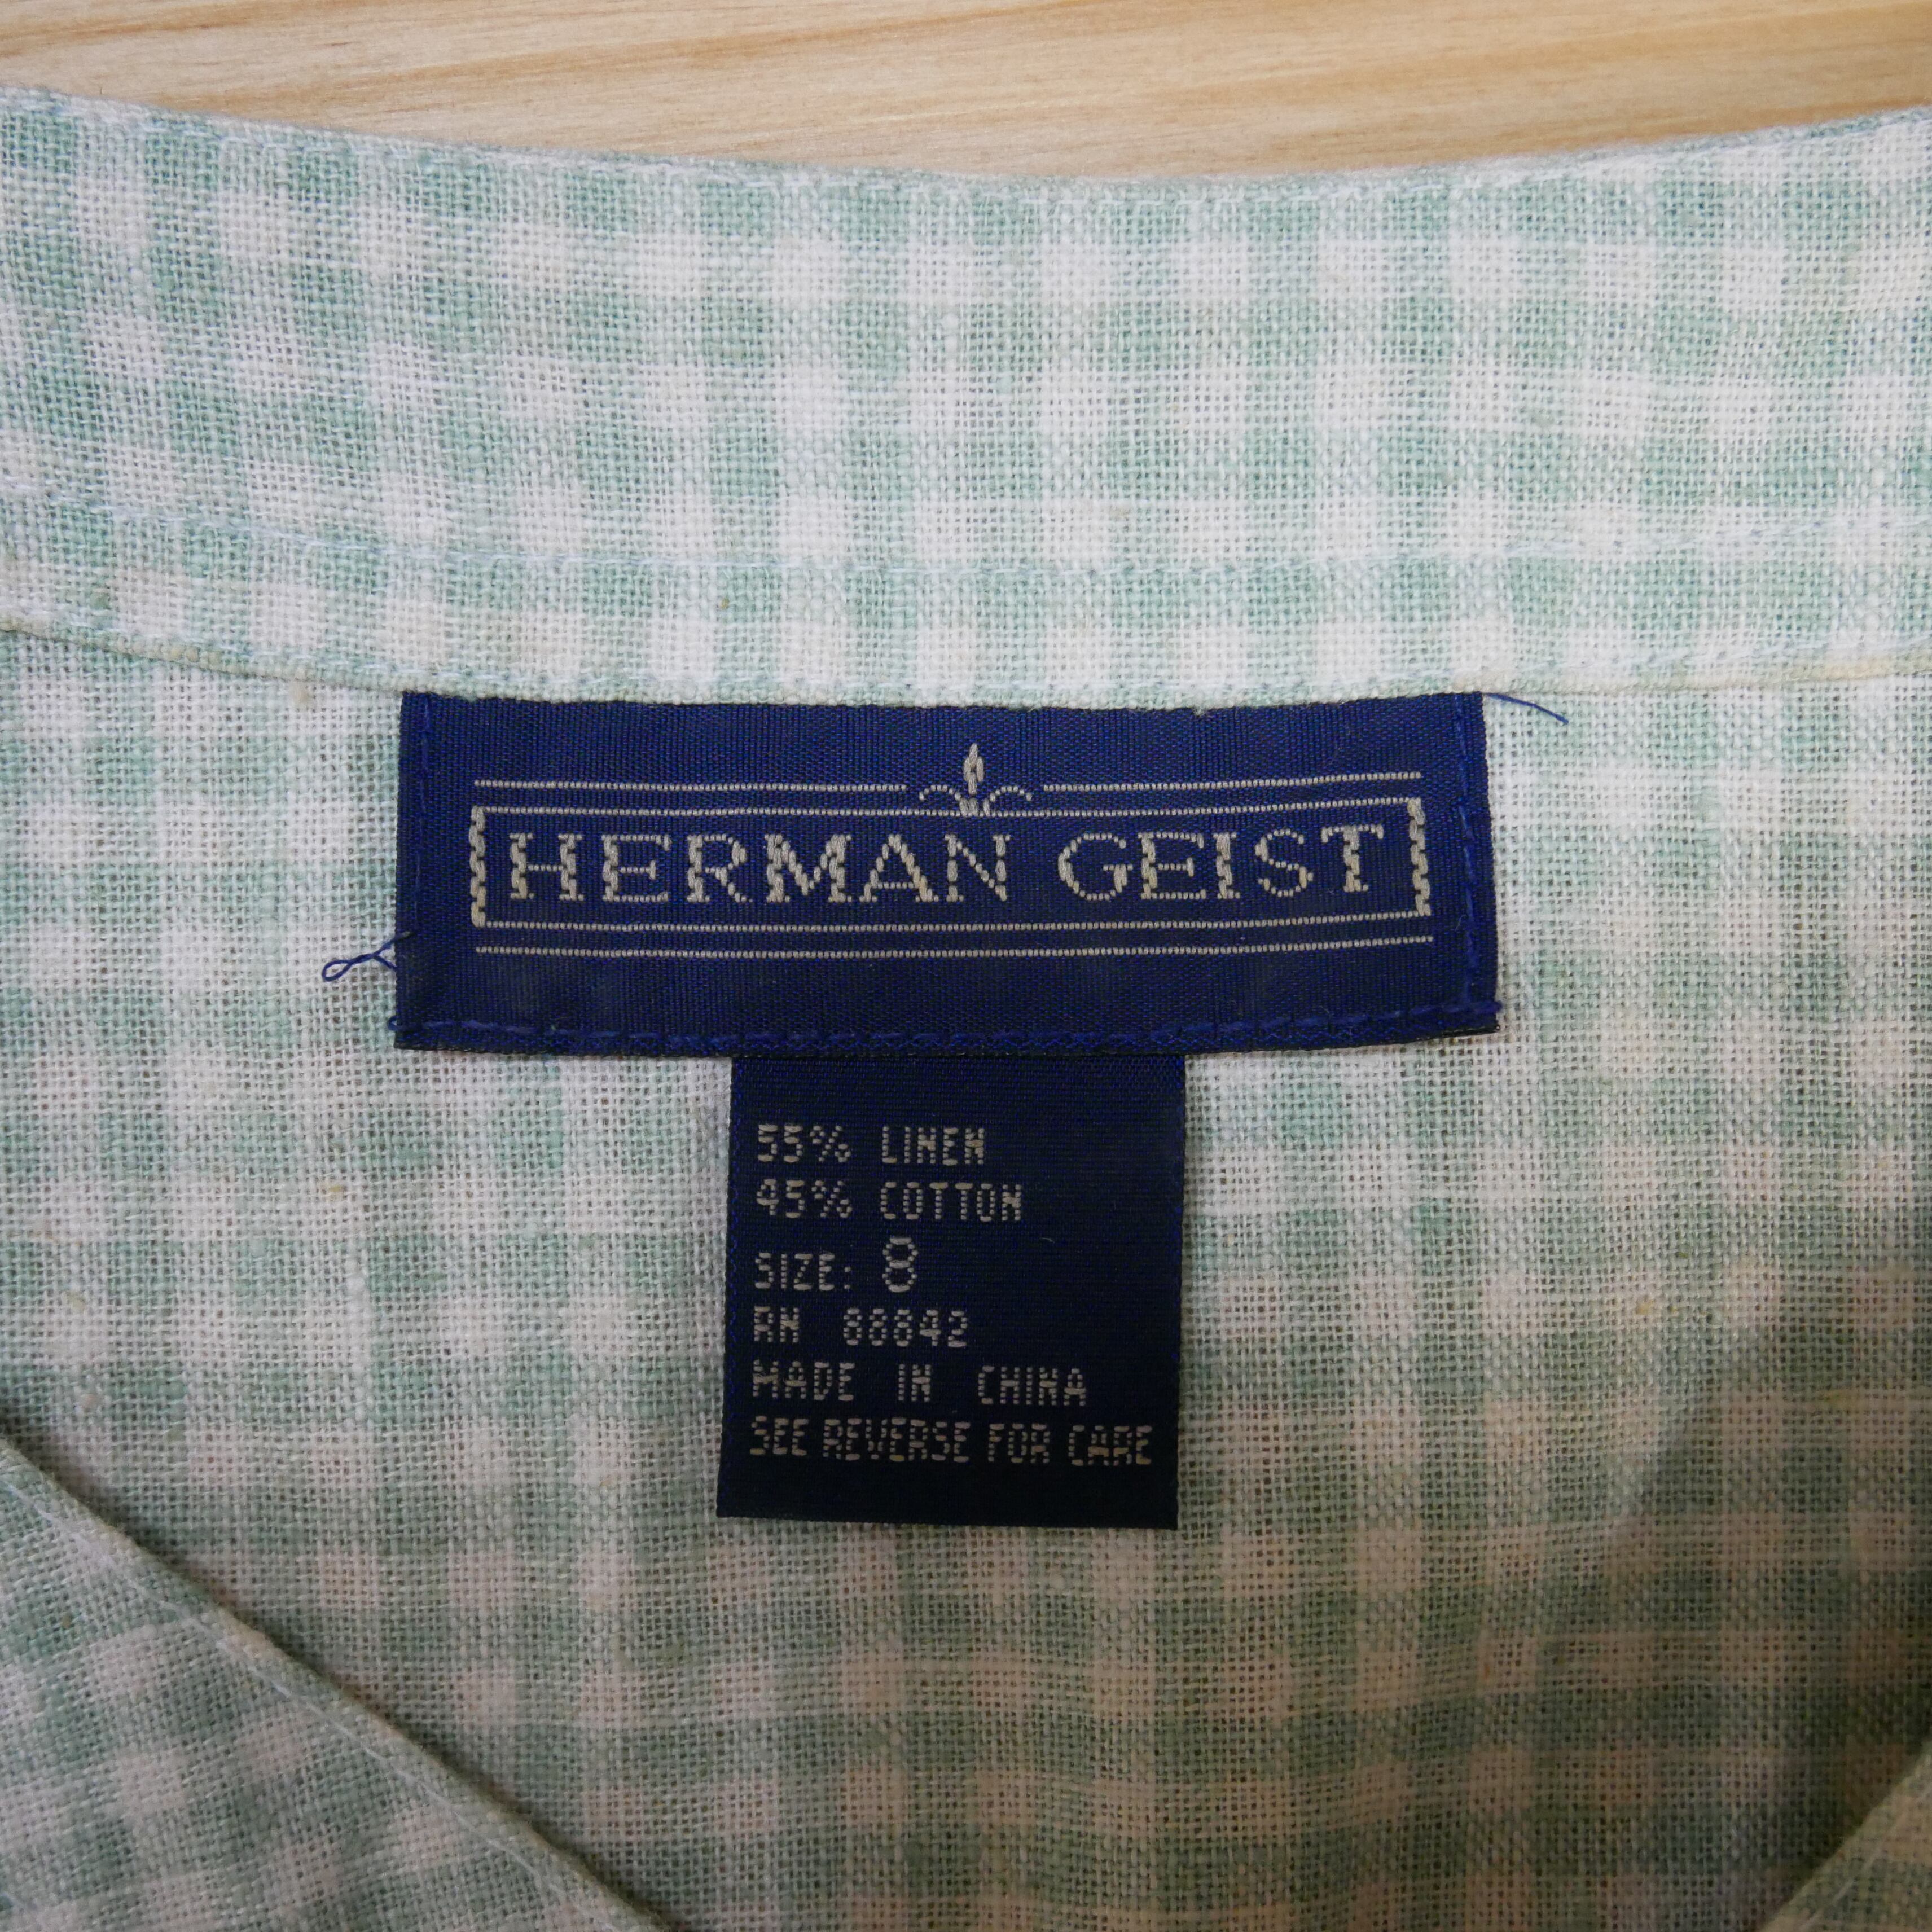 HERMAN GEIST
55% LINEN
45% COTTON
SIZE: 8
RN 88842
MADE IN CHINA
SEE REVERSE FOR CARE